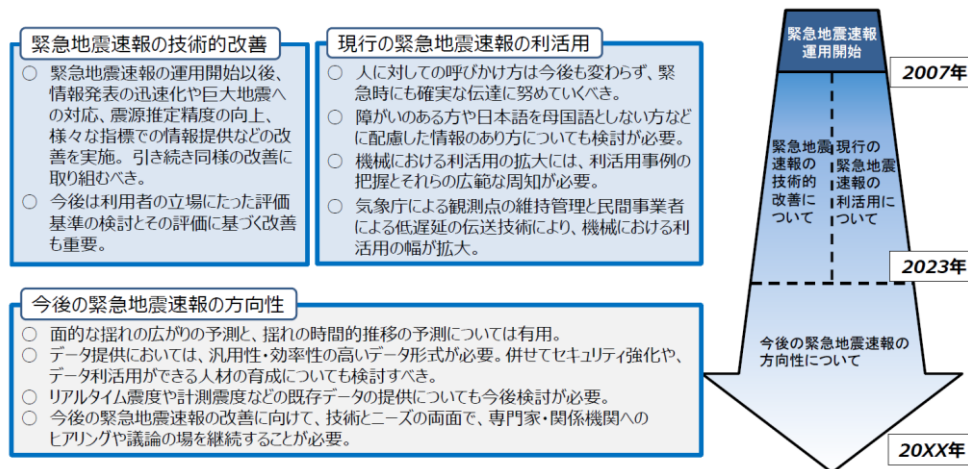 緊急地震速報の技術的改善
○ 緊急地震速報の運用開始以後、
情報発表の迅速化や巨大地震へ
の対応、震源推定精度の向上、
様々な指標での情報提供などの改
善を実施。引き続き同様の改善に
取り組むべき。
○ 今後は利用者の立場にたった評価
基準の検討とその評価に基づく改善
も重要。
現行の緊急地震速報の利活用
○ 人に対しての呼びかけ方は今後も変わらず、緊
急時にも確実な伝達に努めていくべき。
○ 障がいのある方や日本語を母国語としない方など
に配慮した情報のあり方についても検討が必要。
○ 機械における利活用の拡大には、利活用事例の
把握とそれらの広範な周知が必要。
○ 気象庁による観測点の維持管理と民間事業者
による低遅延の伝送技術により、機械における利
活用の幅が拡大。
今後の緊急地震速報の方向性
○ 面的な揺れの広がりの予測と、揺れの時間的推移の予測については有用。
○ データ提供においては、汎用性・効率性の高いデータ形式が必要。併せてセキュリティ強化や、
データ利活用ができる人材の育成についても検討すべき。
○ リアルタイム震度や計測震度などの既存データの提供についても今後検討が必要。
○ 今後の緊急地震速報の改善に向けて、技術とニーズの両面で、専門家・関係機関への
ヒアリングや議論の場を継続することが必要。
緊急地震速報
運用開始
2007年
緊急地震
速報の
技術的
改善に
ついて
現行の
緊急地震
速報の
利活用に
ついて
2023年
今後の緊急地震速報の
方向性について
20XX年